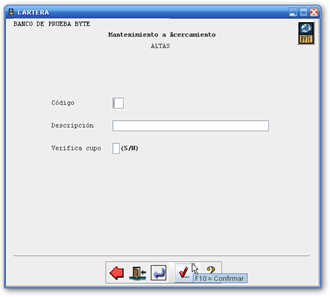 CARTERA
BANCO DE PRUEBA BYTE
Mantenimiento a Acercamiento
BYTE
ALTAS
Código
Descripción
Verifica cupo (S/N)
?
F10 = Confirmar